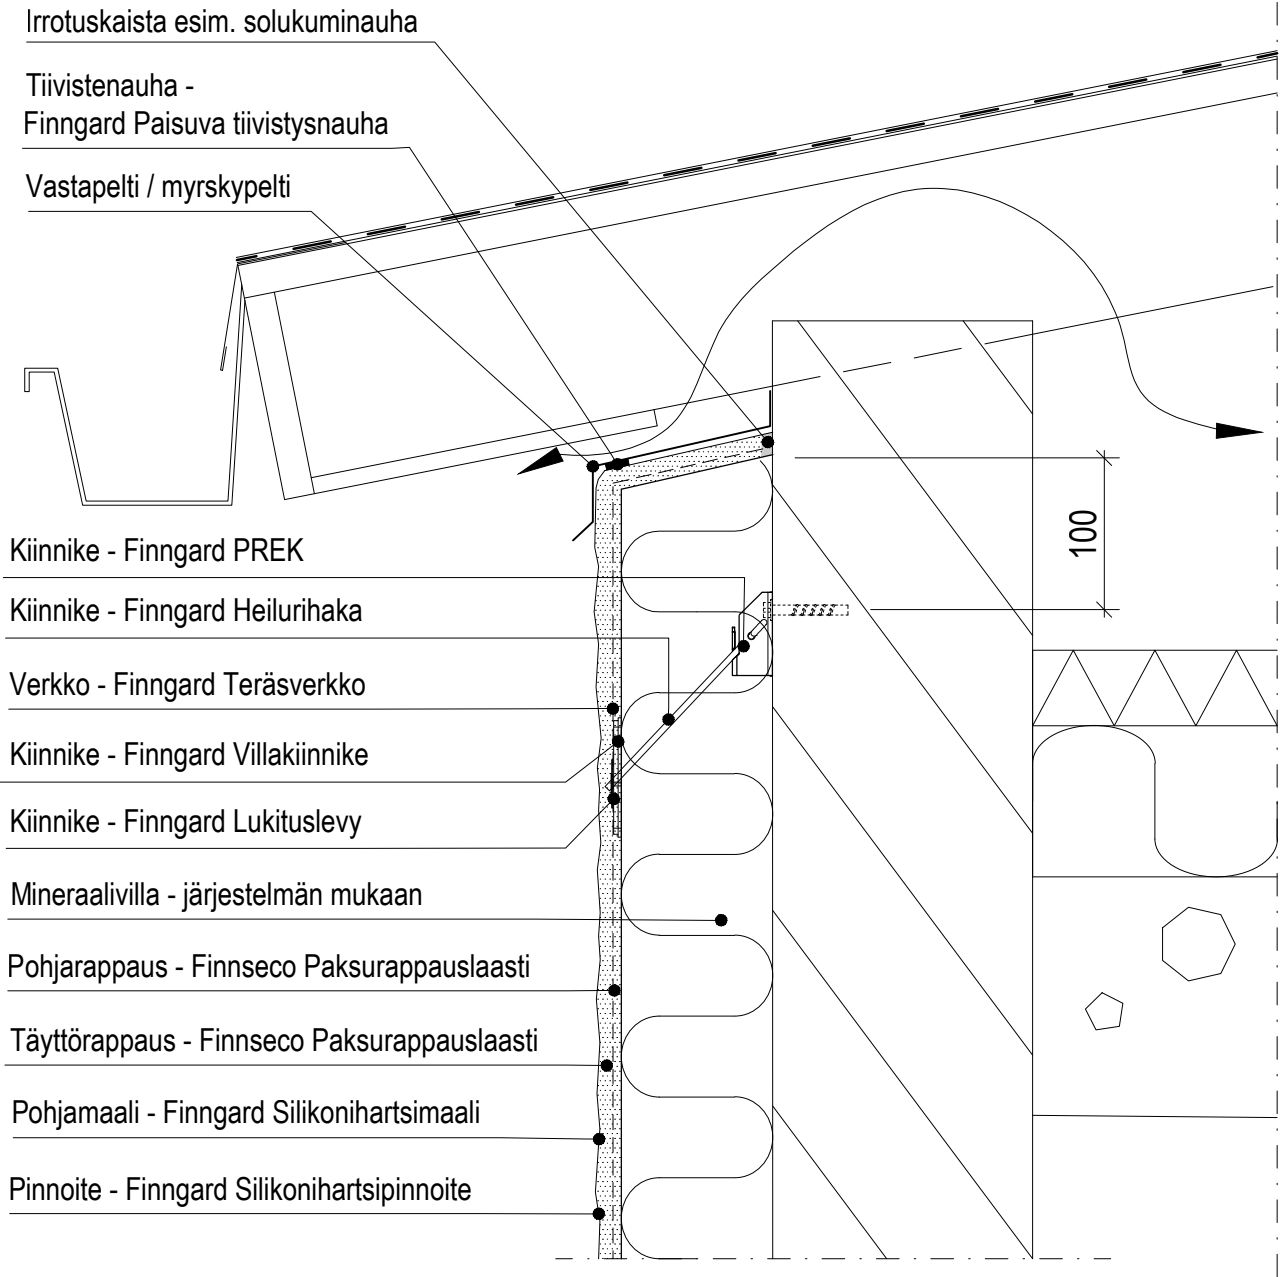 Irrotuskaista esim. solukuminauha
Tiivistenauha -
Finngard Paisuva tiivistysnauha
Vastapelti / myrskypelti
Kiinnike - Finngard PREK
Kiinnike - Finngard Heilurihaka
Verkko - Finngard Teräsverkko
Kiinnike - Finngard Villakiinnike
Kiinnike - Finngard Lukituslevy
Mineraalivilla - järjestelmän mukaan
Pohjarappaus - Finnseco Paksurappauslaasti
Täyttörappaus - Finnseco Paksurappauslaasti
Pohjamaali - Finngard Silikonihartsimaali
Pinnoite - Finngard Silikonihartsipinnoite
100